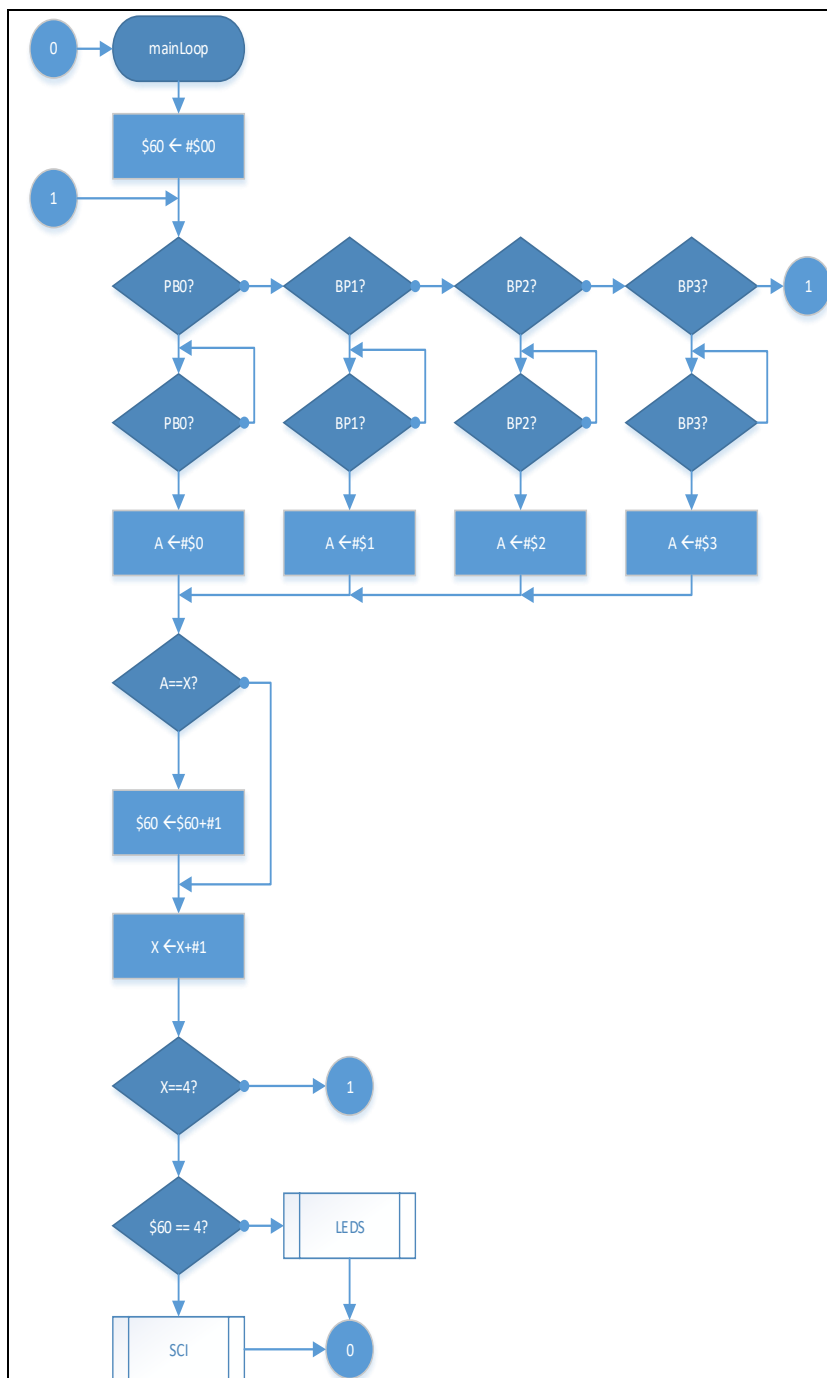 0
mainLoop
$60 ← #$00
1
PB0?
BP1?
BP2?
BP3?
1
PB0?
BP1?
BP2?
BP3?
A ←#$0
A ←#$1
A ←#$2
A ←#$3
A==X?
$60 ←$60+#1
X ←X+#1
X==4?
1
$60 == 4?
LEDS
SCI
0